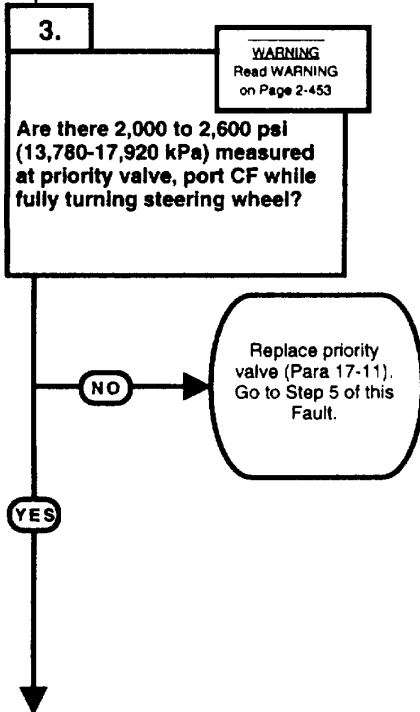 3.
WARNING
Read WARNING
on Page 2-453
Are there 2,000 to 2,600 psi
(13,780-17,920 kPa) measured
at priority valve, port CF while
fully turning steering wheel?
Replace priority
valve (Para 17-11).
Go to Step 5 of this
Fault.
NO
YES